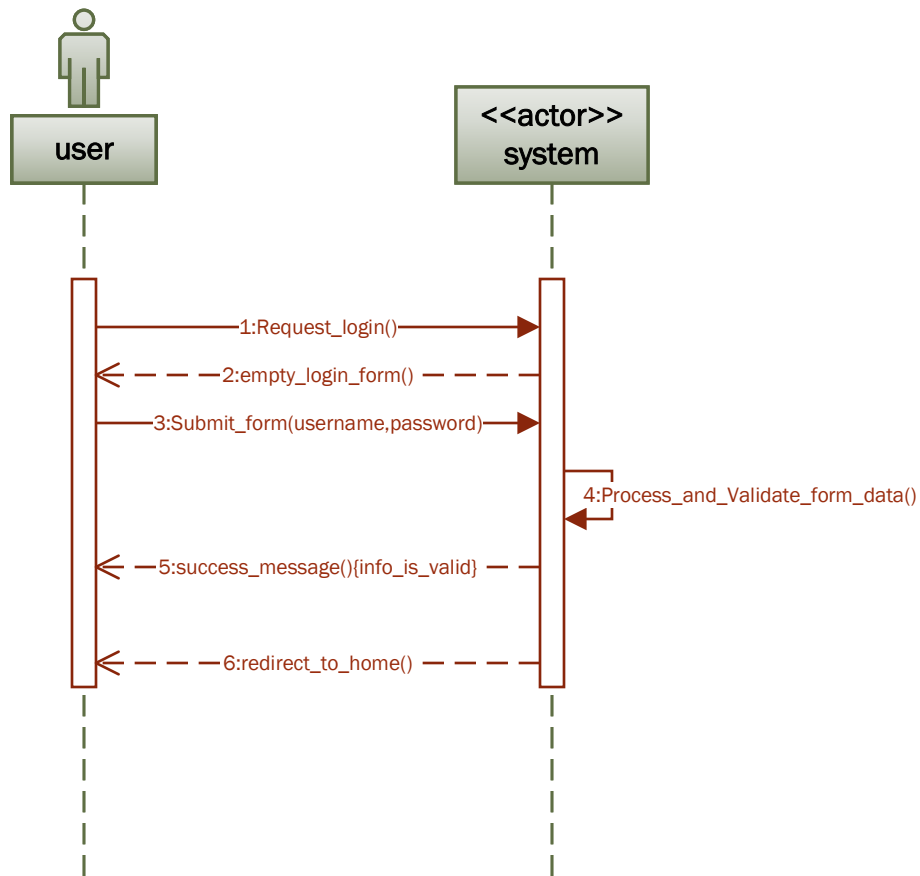 user
<<actor>>
system
1:Request_login()
2:empty_login_form()
3:Submit_form(username,password)
4:Process_and_Validate_form_data()
5:success_message(){info_is_valid}
6:redirect_to_home()